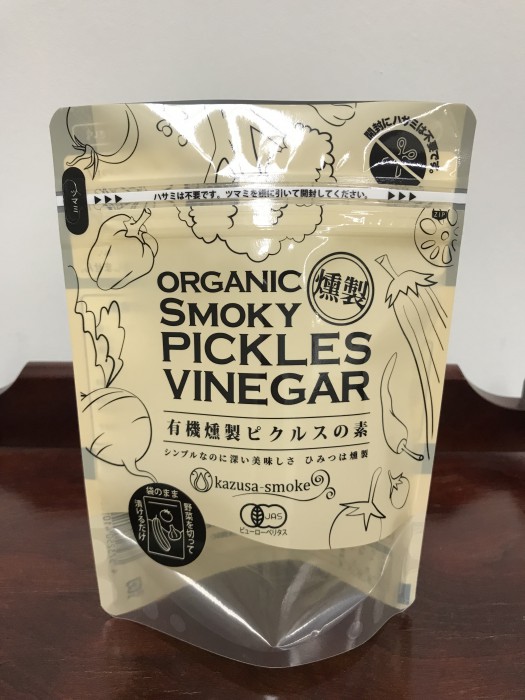 開封にハサミは不要です。
ツマミ
ハサミは不要です。ツマミを横に引いて開封してください。
ZIP
ORGANIC
燻製
SMOKY
PICKLES
VINEGAR
有機燻製ピクルスの素
シンプルなのに深い美味しさ ひみつは燻製
kazusa-smoke
JAS
ビューローベリタス
袋のまま
野菜を切って
漬けるだけ